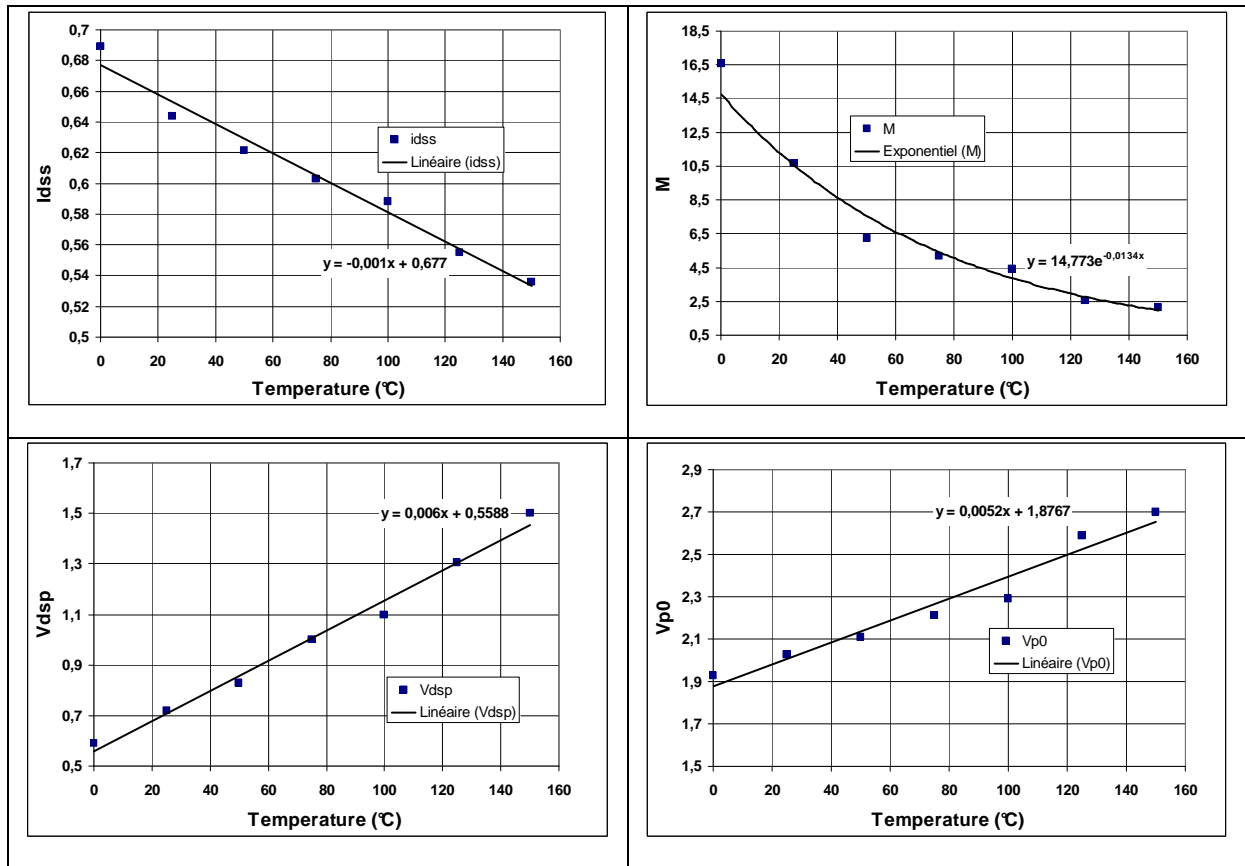 0,7
0,68
0,66
0,64
0,62
0,6
0,58
0,56
0,54
0,52
0,5
Idss
idss
Linéaire (idss)
y = -0,001x + 0,677
0 20 40 60 80 100 120 140 160
Temperature (°C)
18,5
16,5
14,5
12,5
10,5
8,5
6,5
4,5
2,5
0,5
M
M
Exponentiel (M)
y = 14,773e-0,0134x
0 20 40 60 80 100 120 140 160
Temperature (°C)
1,7
1,5
1,3
1,1
0,9
0,7
0,5
Vdsp
y = 0,006x + 0,5588
Vdsp
Linéaire (Vdsp)
0 20 40 60 80 100 120 140 160
Temperature (°C)
2,9
2,7
2,5
2,3
2,1
1,9
1,7
1,5
Vp0
y = 0,0052x + 1,8767
Vp0
Linéaire (Vp0)
0 20 40 60 80 100 120 140 160
Temperature (°C)